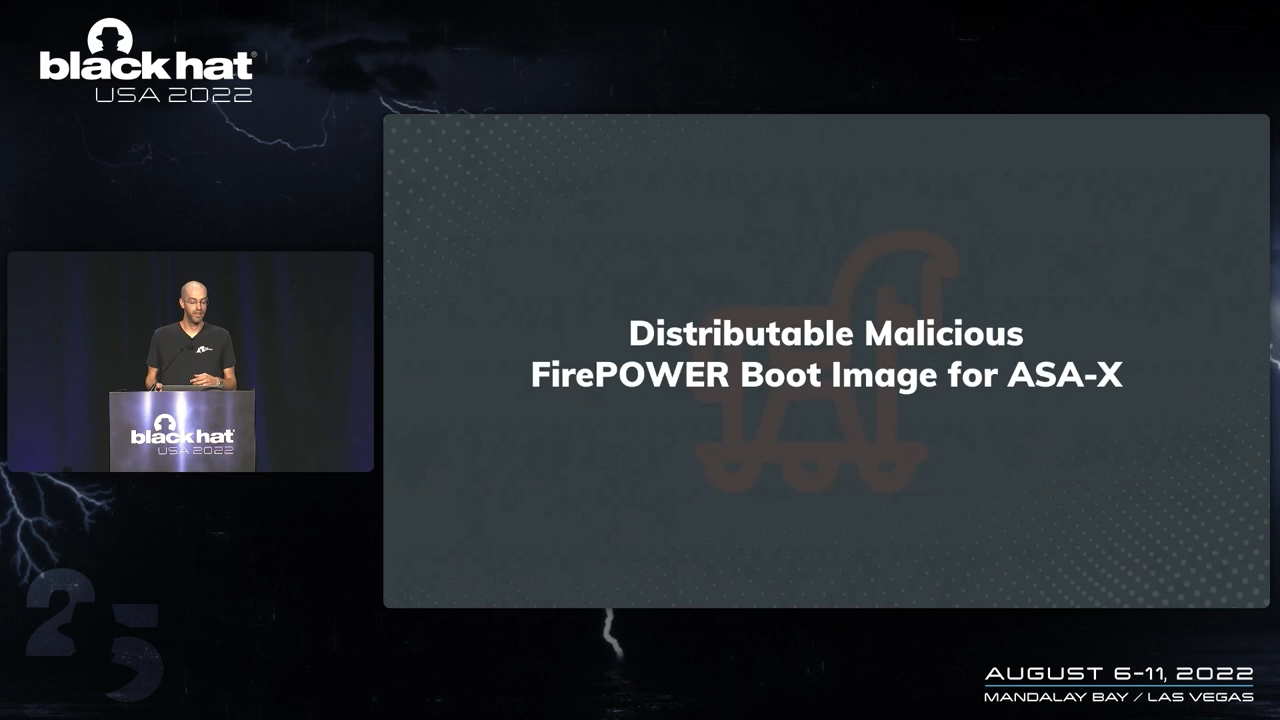 black hat®
USA 2022
Distributable Malicious
FirePOWER Boot Image for ASA-X
black hat
USA 2022
25
AUGUST 6-11, 2022
MANDALAY BAY / LAS VEGAS